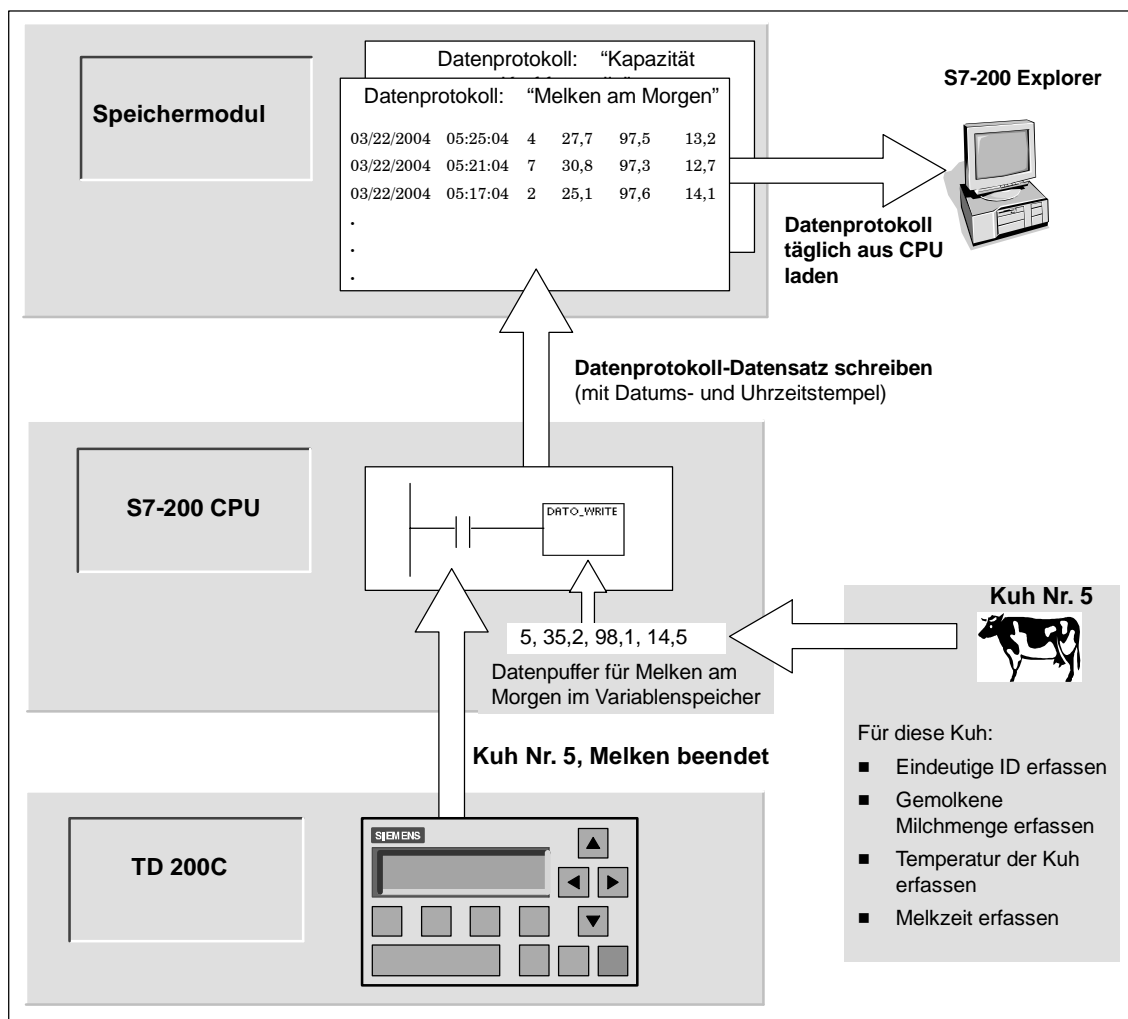 Datenprotokoll: “Kapazität
Datenprotokoll: “Melken am Morgen”
Speichermodul
03/22/2004 05:25:04 4 27,7 97,5 13,2
03/22/2004 05:21:04 7 30,8 97,3 12,7
03/22/2004 05:17:04 2 25,1 97,6 14,1
.
.
.
S7-200 Explorer
Datenprotokoll
täglich aus CPU
laden
Datenprotokoll-Datensatz schreiben
(mit Datums- und Uhrzeitstempel)
S7-200 CPU
DATO_WRITE
5, 35,2, 98,1, 14,5
Datenpuffer für Melken am
Morgen im Variablenspeicher
Kuh Nr. 5
Für diese Kuh:
■ Eindeutige ID erfassen
■ Gemolkene
Milchmenge erfassen
■ Temperatur der Kuh
erfassen
■ Melkzeit erfassen
Kuh Nr. 5, Melken beendet
TD 200C
SIEMENS